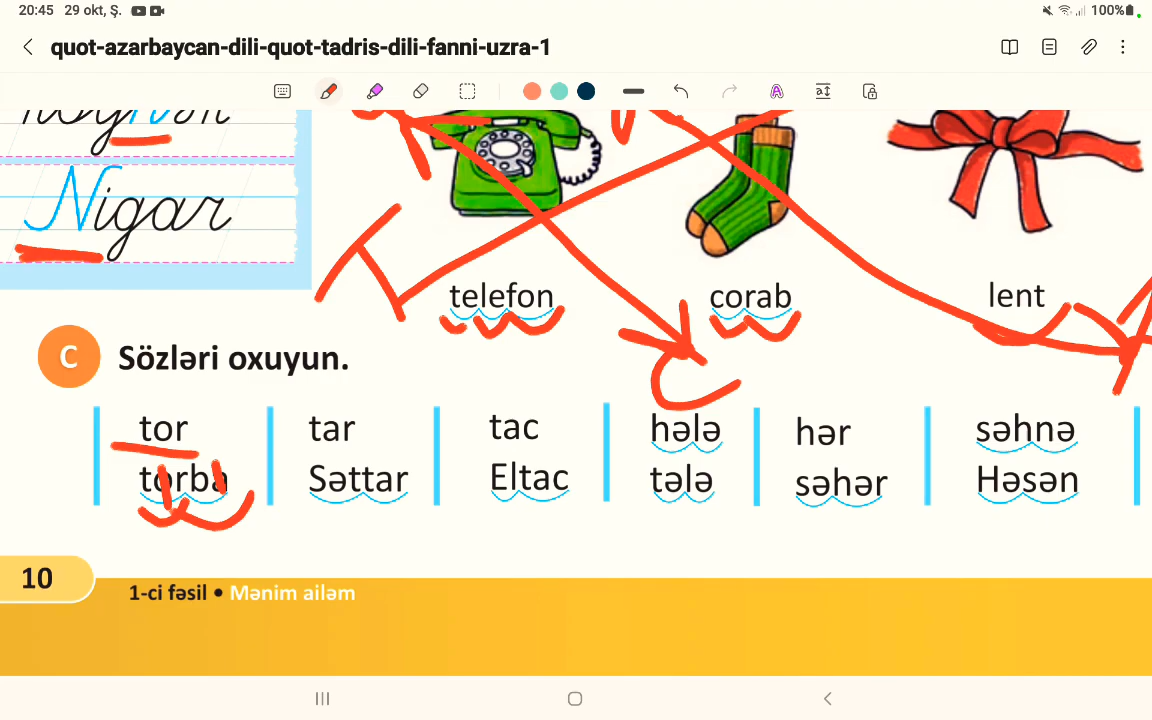 20:45 29 okt, Ş. 100%
quot-azarbaycan-dili-quot-tadris-dili-fanni-uzra-1
Nigar
telefon corab lent
C Sözləri oxuyun.
tor tar tac hələ hər səhnə
torba Səttar Eltac tələ səhər Həsən
10
1-ci fəsil • Mənim ailəm